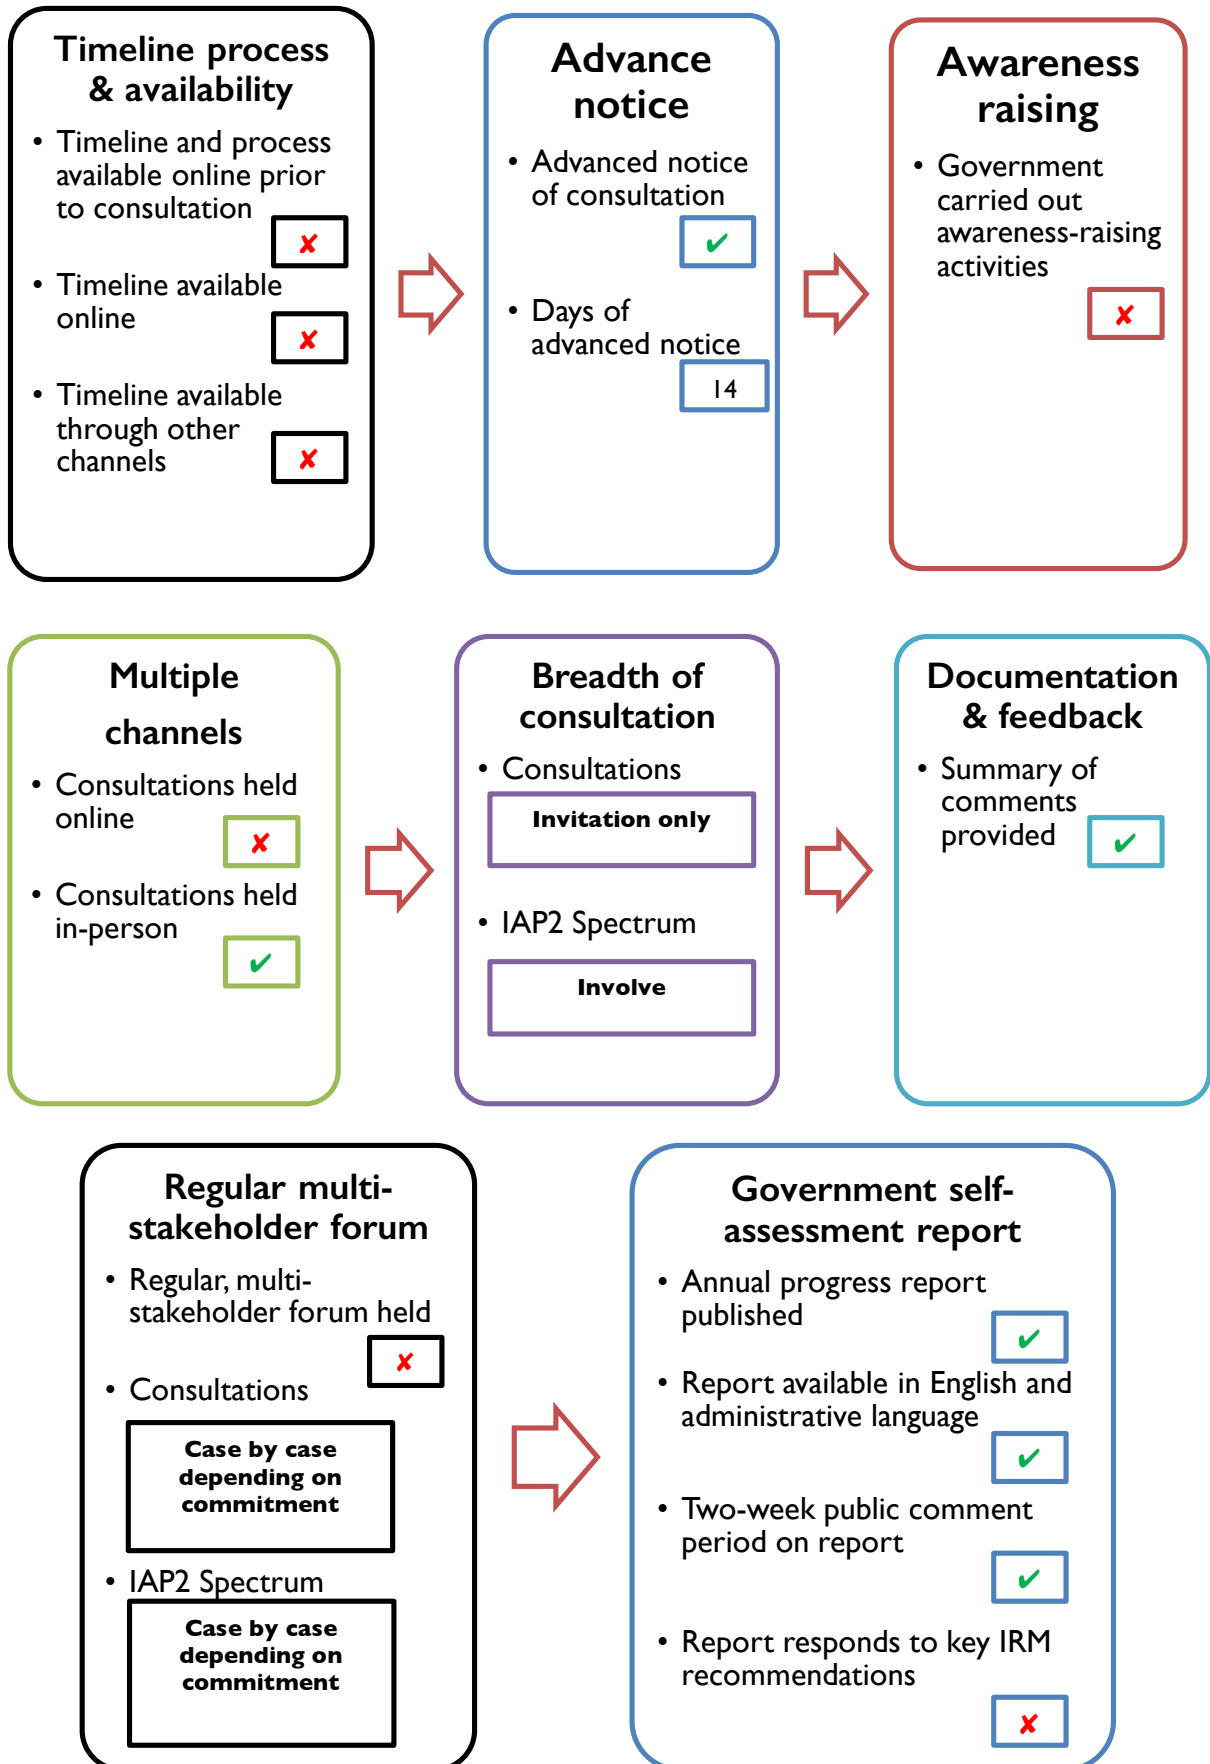 Timeline process
& availability
• Timeline and process
available online prior
to consultation
✘
• Timeline available
online
✘
• Timeline available
through other
channels
✘
Advance
notice
• Advanced notice
of consultation
✔
• Days of
advanced notice
14
Awareness
raising
• Government
carried out
awareness-raising
activities
✘
Multiple
channels
• Consultations held
online
✘
• Consultations held
in-person
✔
Breadth of
consultation
• Consultations
Invitation only
• IAP2 Spectrum
Involve
Documentation
& feedback
• Summary of
comments
provided
✔
Regular multi-
stakeholder forum
• Regular, multi-
stakeholder forum held
✘
• Consultations
Case by case
depending on
commitment
• IAP2 Spectrum
Case by case
depending on
commitment
Government self-
assessment report
• Annual progress report
published
✔
• Report available in English and
administrative language
✔
• Two-week public comment
period on report
✔
• Report responds to key IRM
recommendations
✘